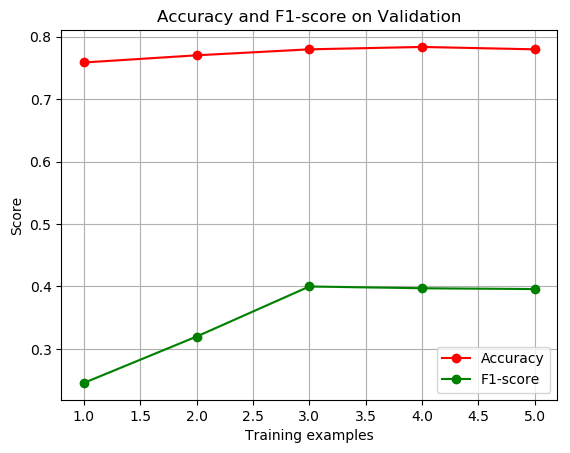 Accuracy and F1-score on Validation
0.8
0.7
0.6
0.5
0.4
0.3
Score
1.0 1.5 2.0 2.5 3.0 3.5 4.0 4.5 5.0
Training examples
Accuracy
F1-score